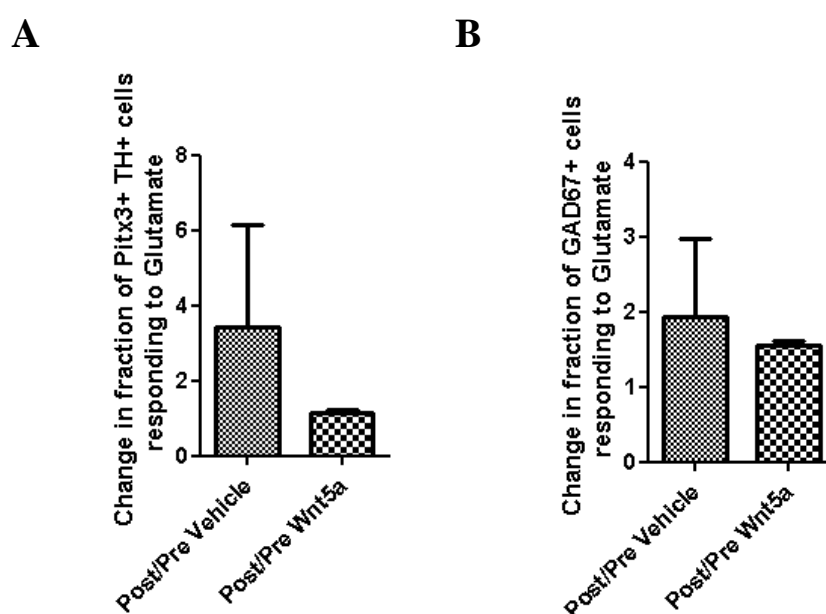 A
Change in fraction of Pitx3+ TH+ cells
responding to Glutamate
8
6
4
2
0
Post/Pre Vehicle
Post/Pre Wnt5a
B
Change in fraction of GAD67+ cells
responding to Glutamate
4
3
2
1
0
Post/Pre Vehicle
Post/Pre Wnt5a